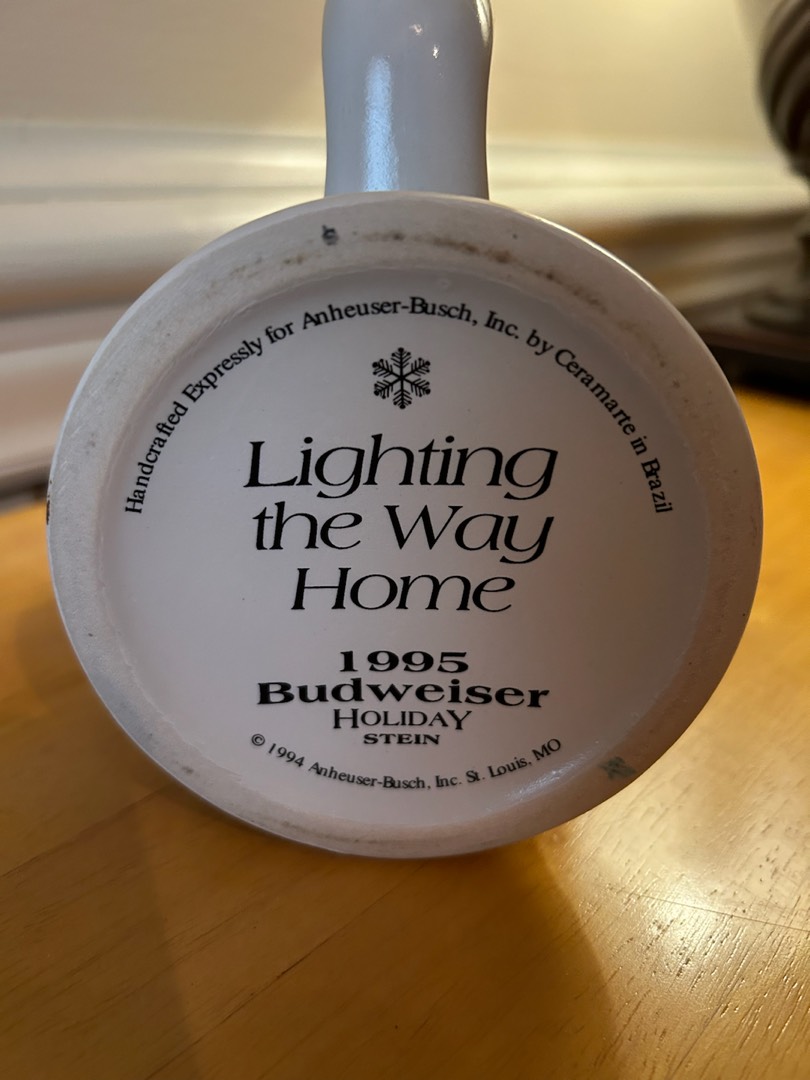 Handcrafted Expressly for Anheuser-Busch, Inc. by Ceramarte in Brazil
Lighting
the Way
Home
1995
Budweiser
HOLIDAY
STEIN
© 1994 Anheuser-Busch, Inc. St. Louis, MO